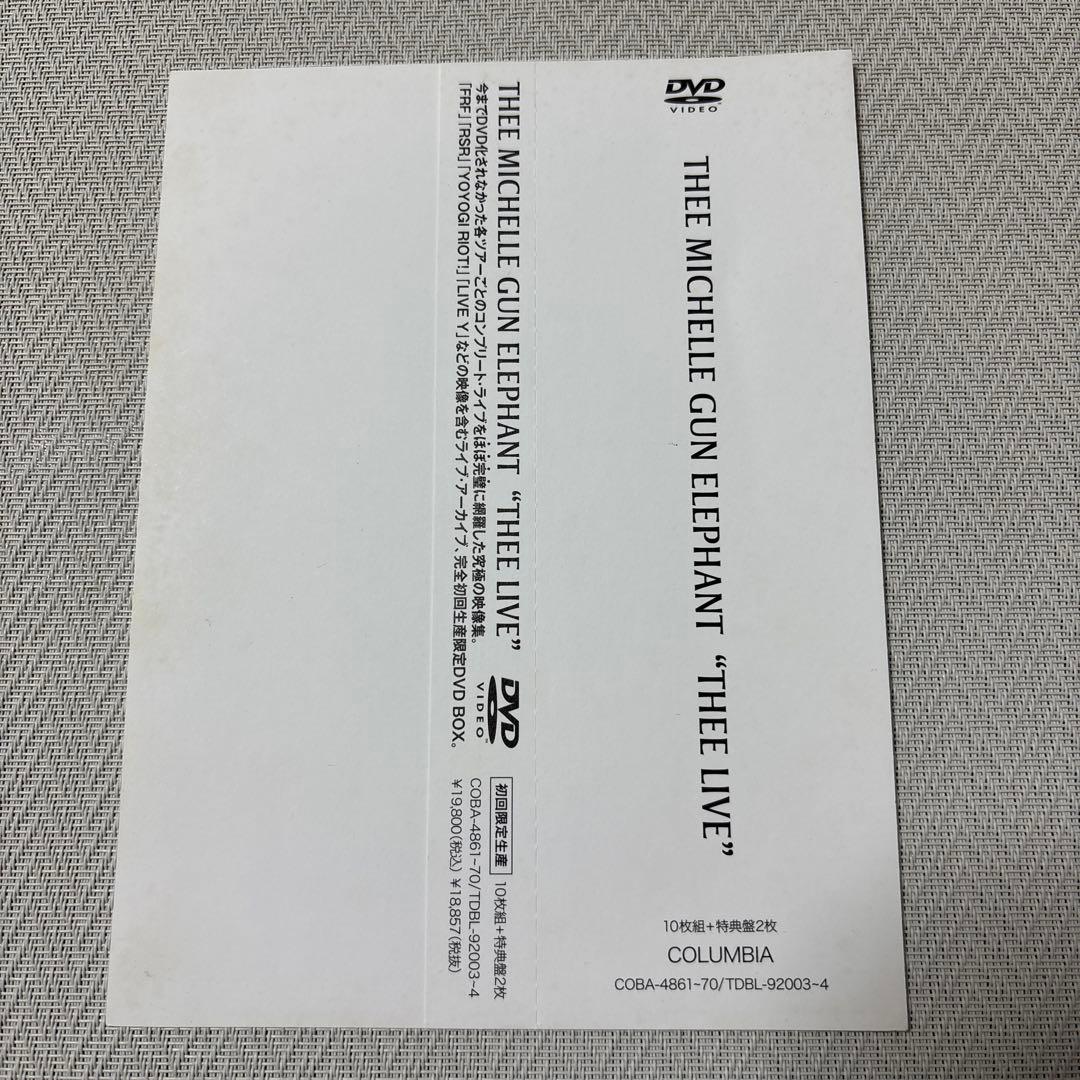 DVD
VIDEO
THEE MICHELLE GUN ELEPHANT “THEE LIVE”
10枚組+特典盤2枚
COLUMBIA
COBA-4861~70/TDBL-92003~4
THEE MICHELLE GUN ELEPHANT “THEE LIVE”
今までDVD化されなかった各ツアーごとのコンプリート・ライブをほぼ完璧に網羅した究極の映像集。
「FRF」「RSR」「YOYOGI RIOT!」「LIVE Y」などの映像を含むライブ・アーカイブ、完全初回生産限定DVD BOX。
DVD
VIDEO™
初回限定生産 10枚組+特典盤2枚
COBA-4861~70/TDBL-92003~4
¥19,800(税込) ¥18,857(税抜)